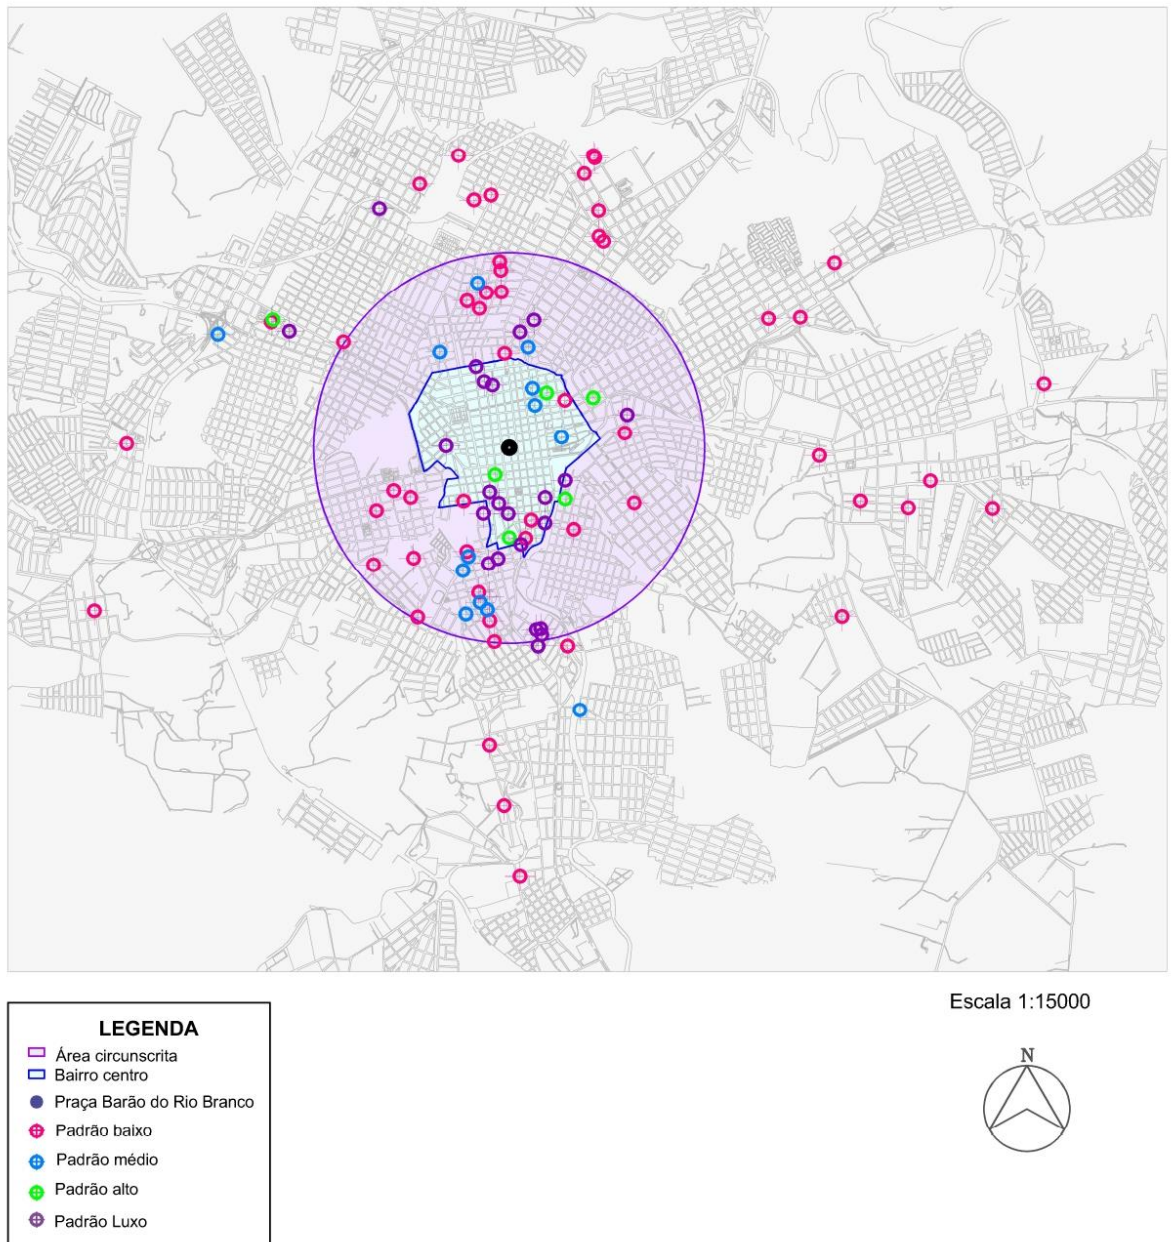 Escala 1:15000
N
LEGENDA
Área circunscrita
Bairro centro
Praça Barão do Rio Branco
Padrão baixo
Padrão médio
Padrão alto
Padrão Luxo